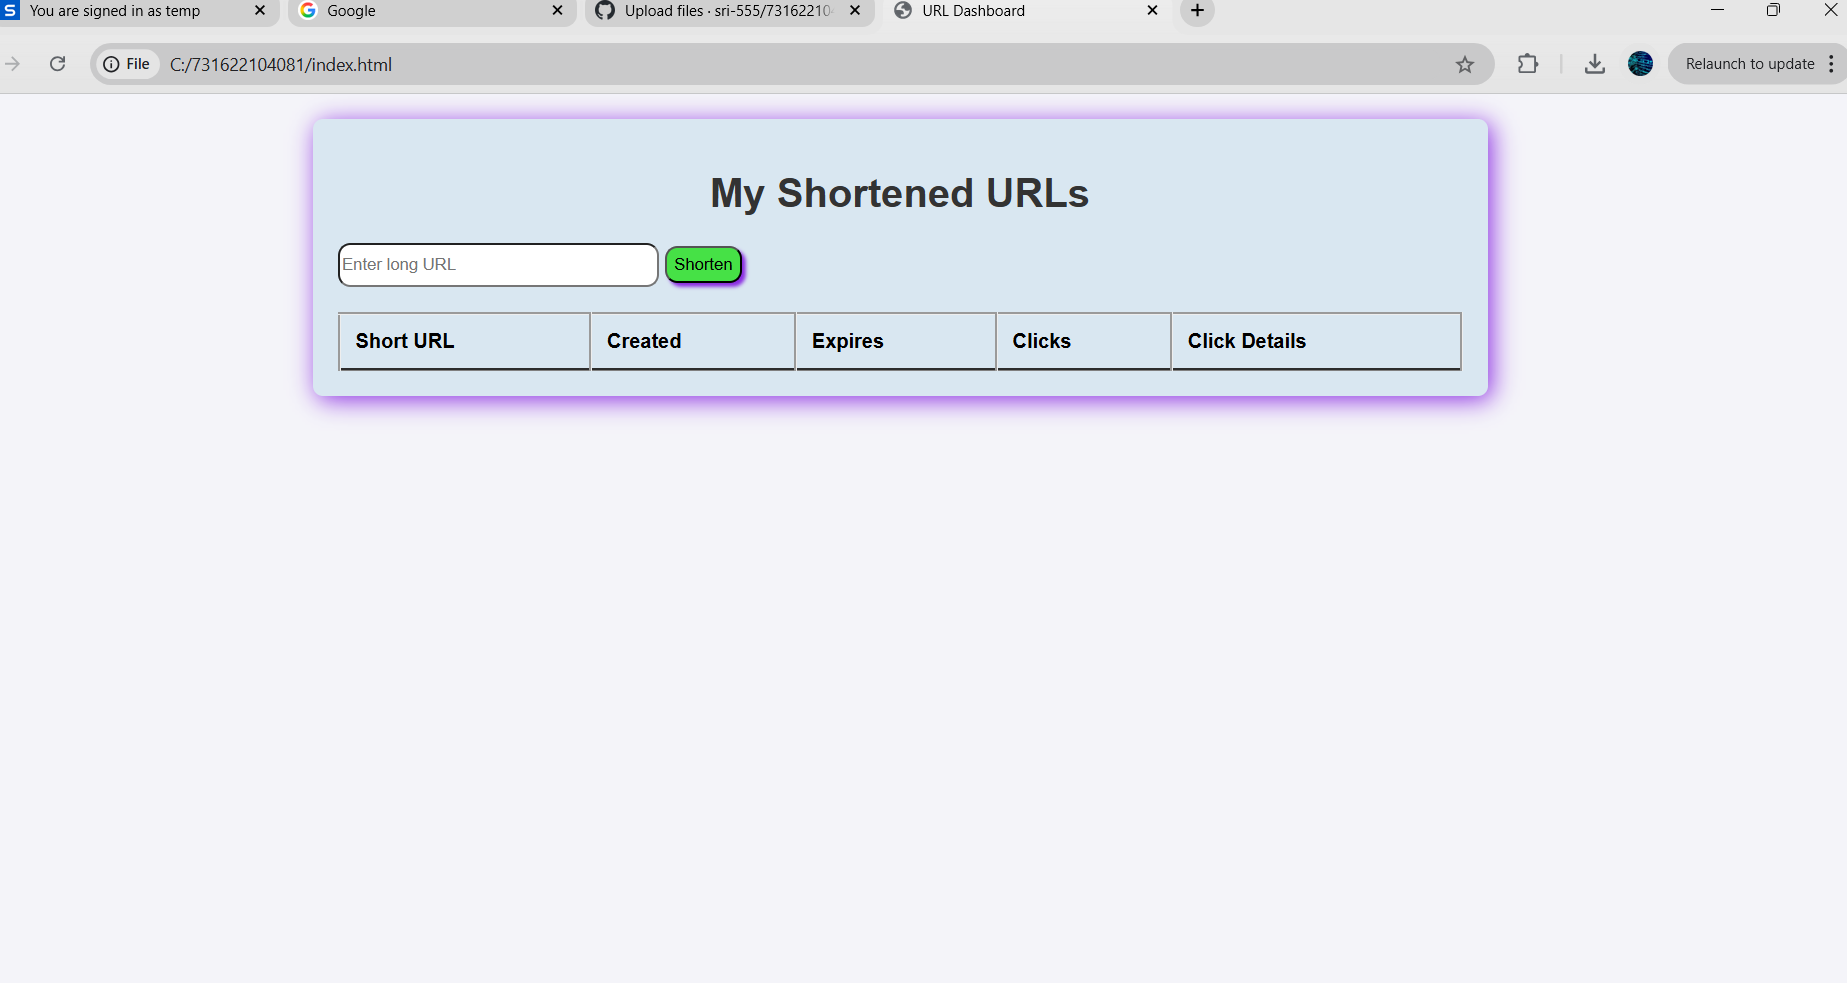 S You are signed in as temp
Google
Upload files · sri-555/73162210
URL Dashboard
File C:/731622104081/index.html
Relaunch to update
My Shortened URLs
Enter long URL Shorten
Short URL Created Expires Clicks Click Details